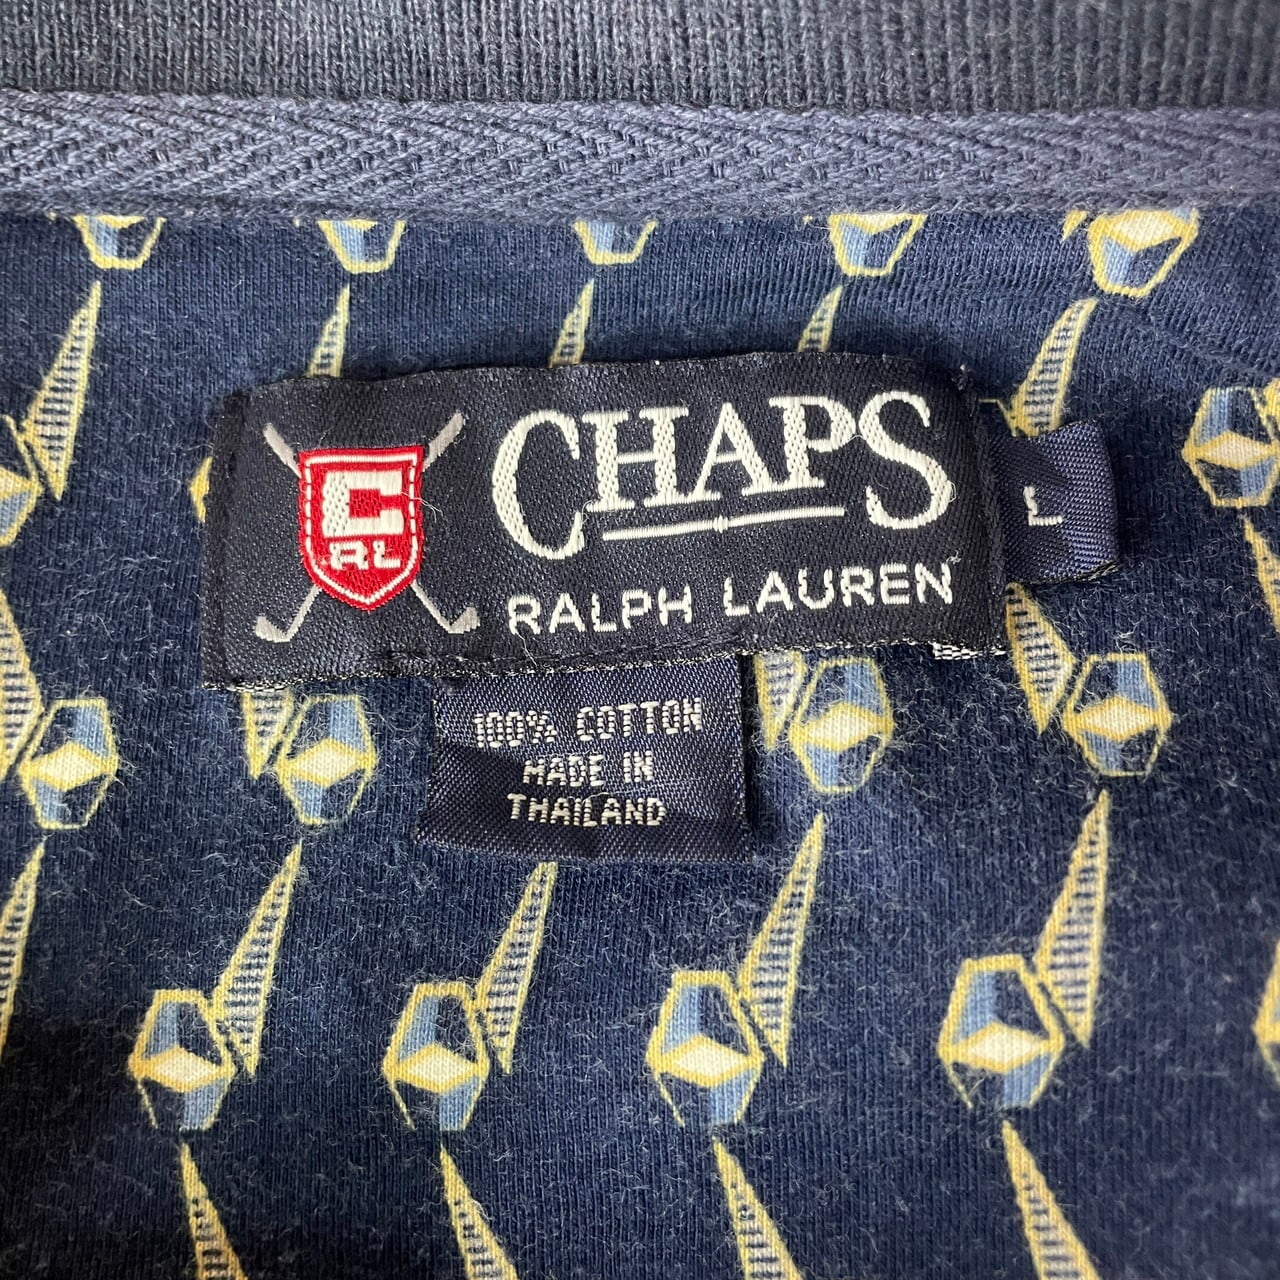 C
RL
CHAPS
RALPH LAUREN
L
100% COTTON
MADE IN
THAILAND